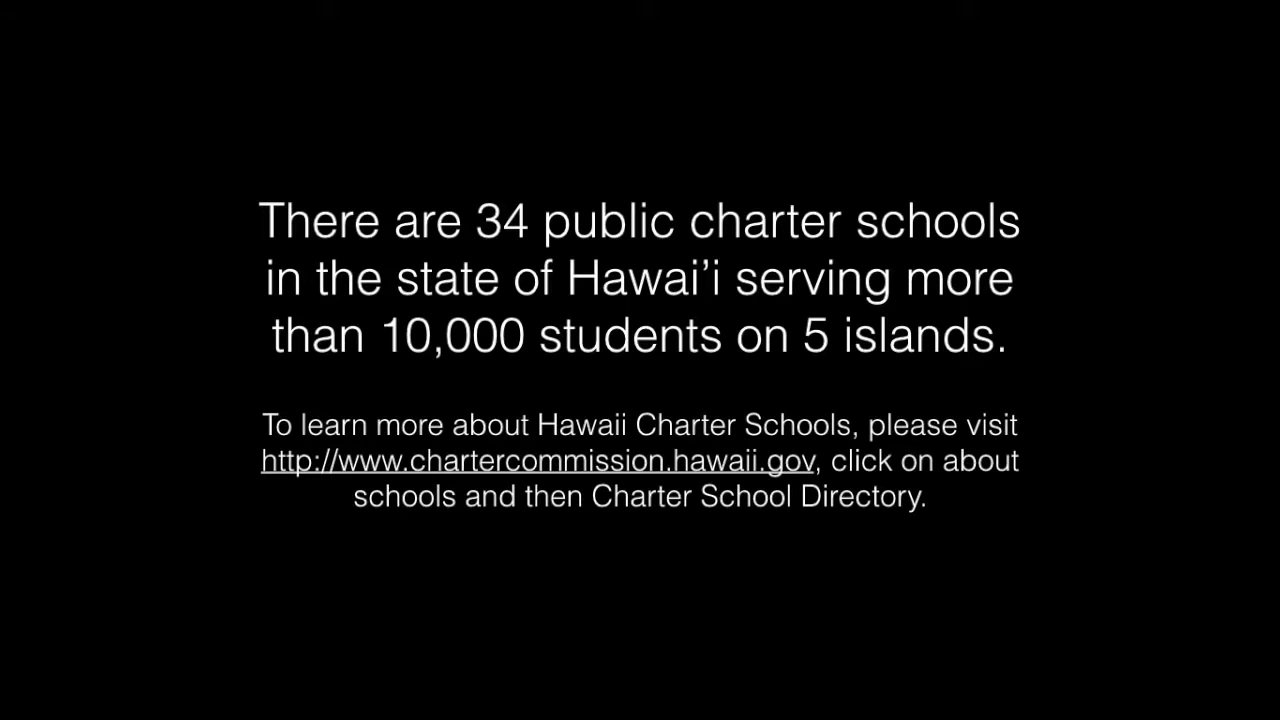 There are 34 public charter schools
in the state of Hawai’i serving more
than 10,000 students on 5 islands.
To learn more about Hawaii Charter Schools, please visit
http://www.chartercommission.hawaii.gov, click on about
schools and then Charter School Directory.